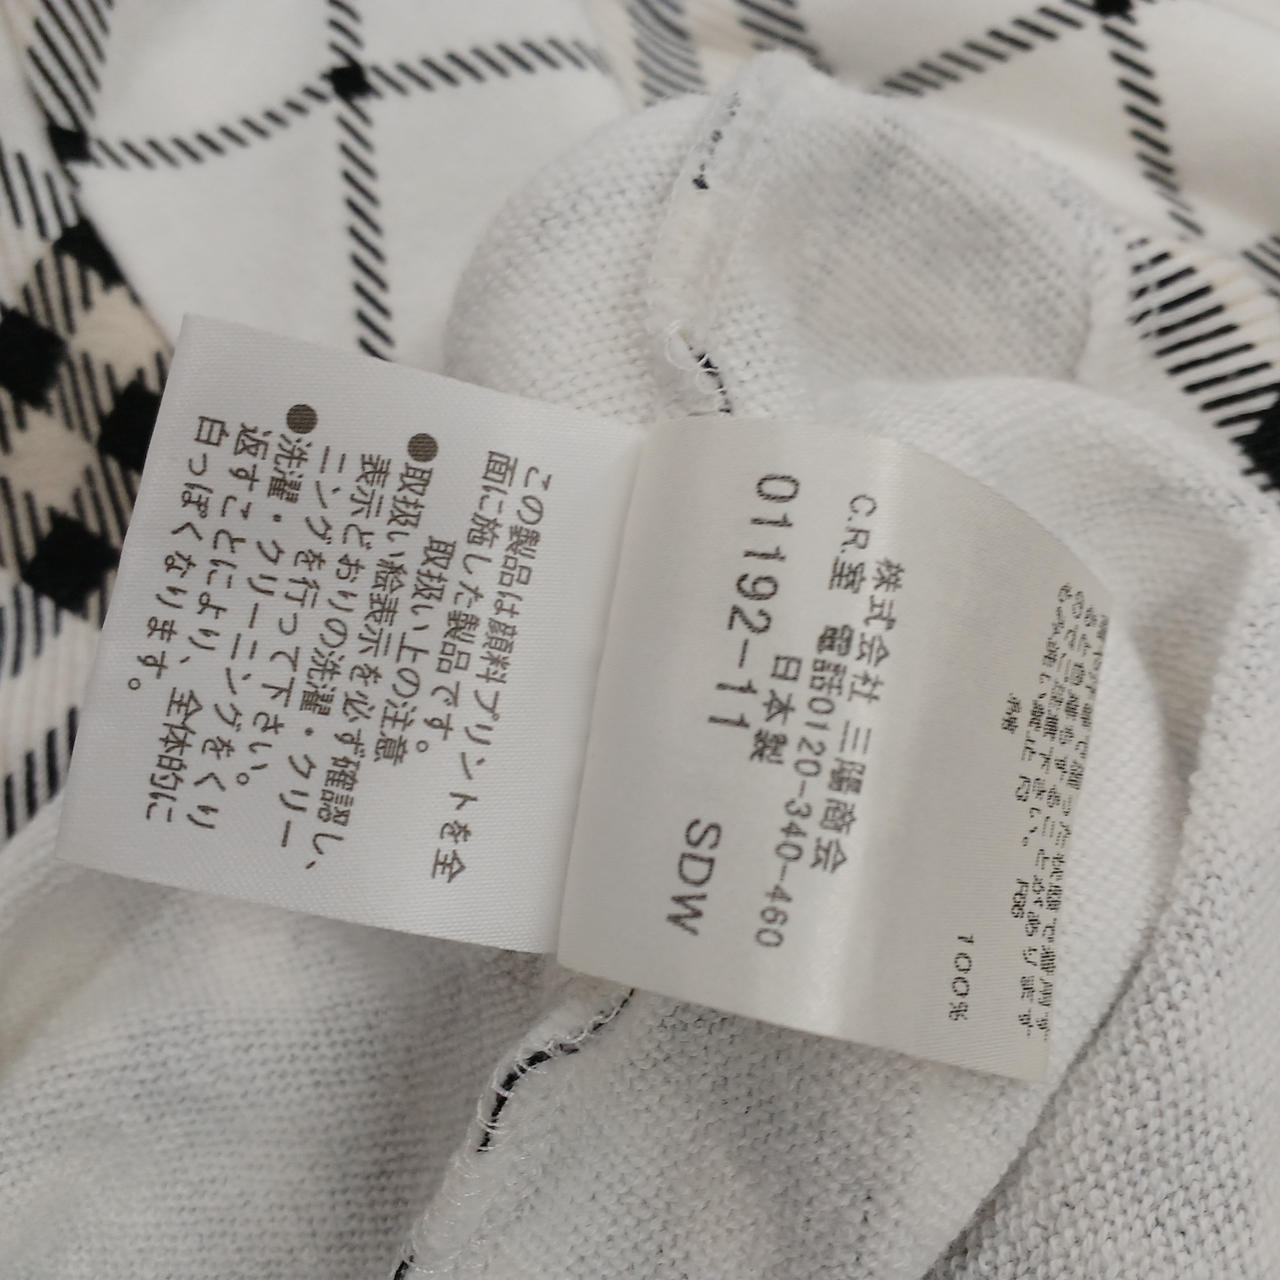 この製品は顔料プリントを全
面に施した製品です。
取扱い上の注意
●取扱い絵表示を必ず確認し、
表示どおりの洗濯・クリー
ニングを行って下さい。
●洗濯・クリーニングをくり
返すことにより、全体的に
白っぽくなります。
100%
株式会社 三陽商会
C.R.室 電話0120-340-460
日本製
01192-11 SDW